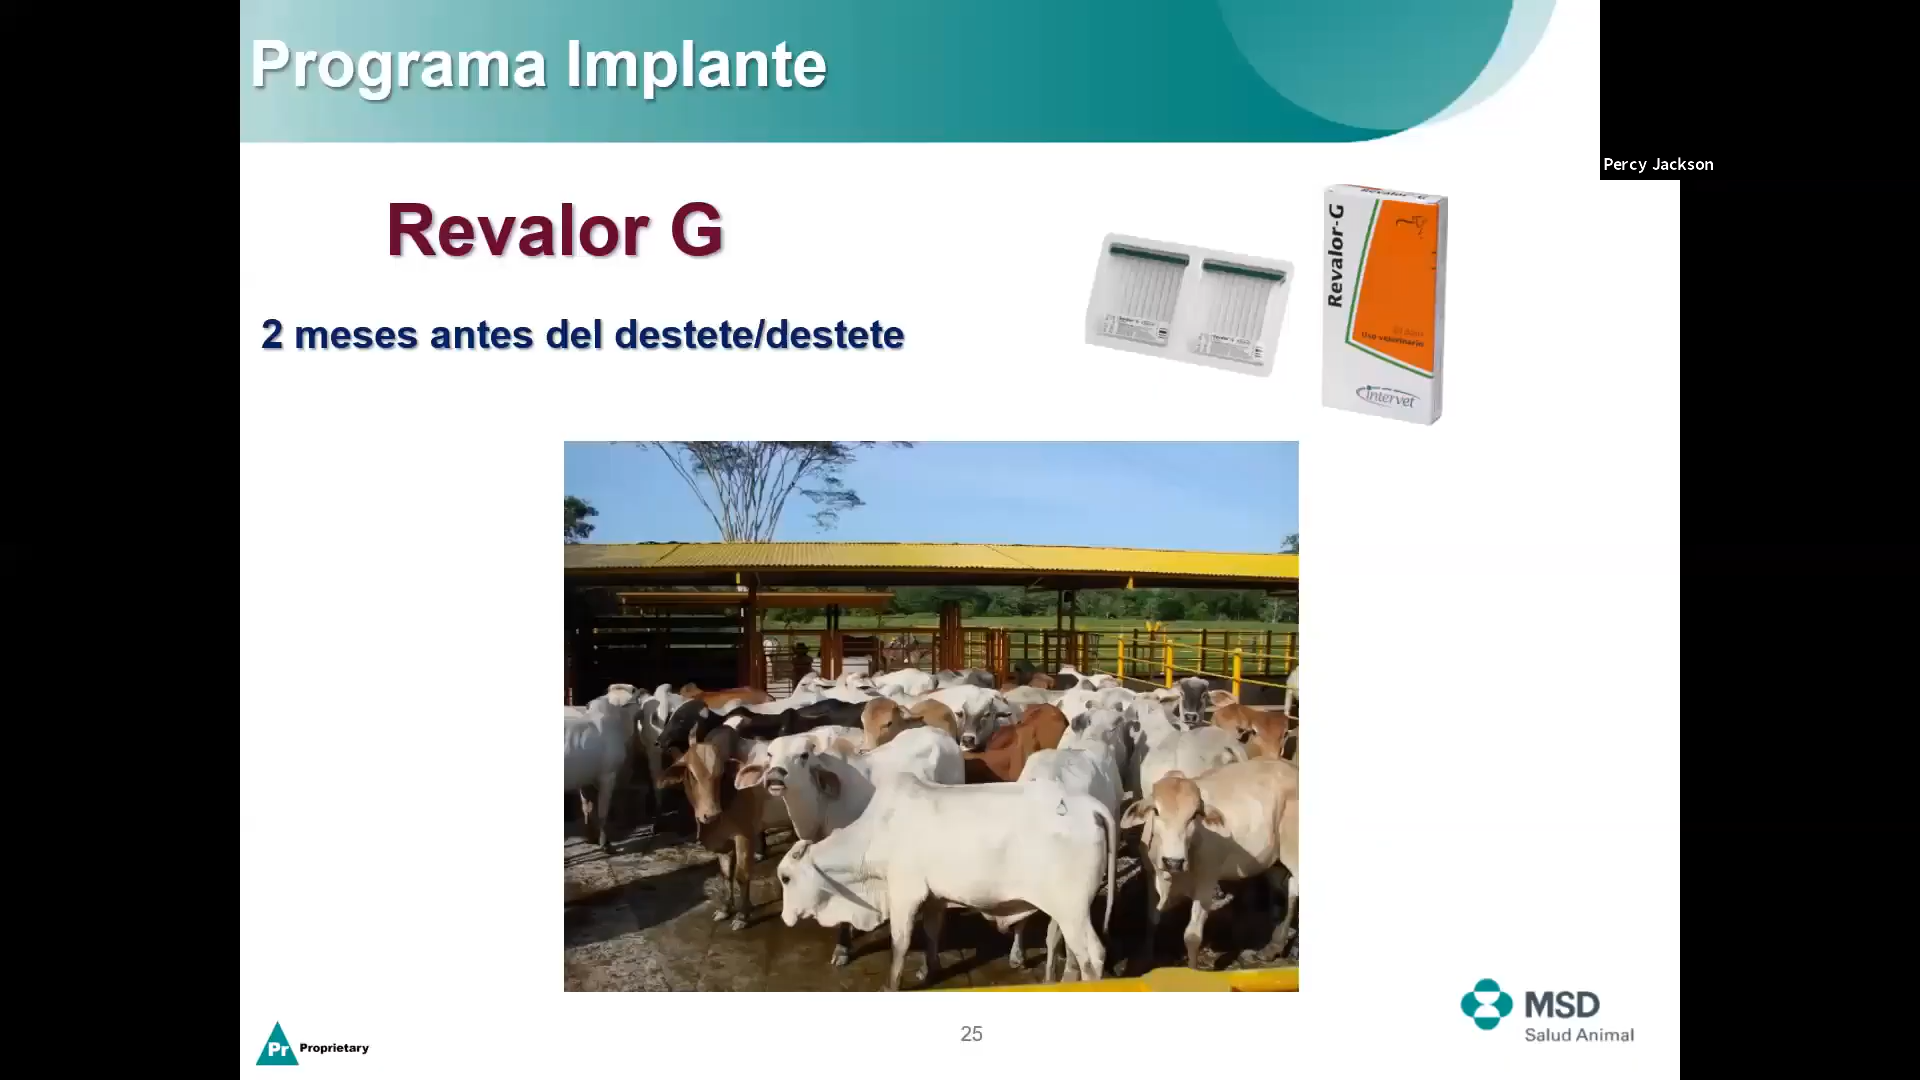 Programa Implante
Percy Jackson
Revalor G
2 meses antes del destete/destete
Revalor-G
Uso veterinario
Intervet
25
MSD
Salud Animal
Pr
Proprietary